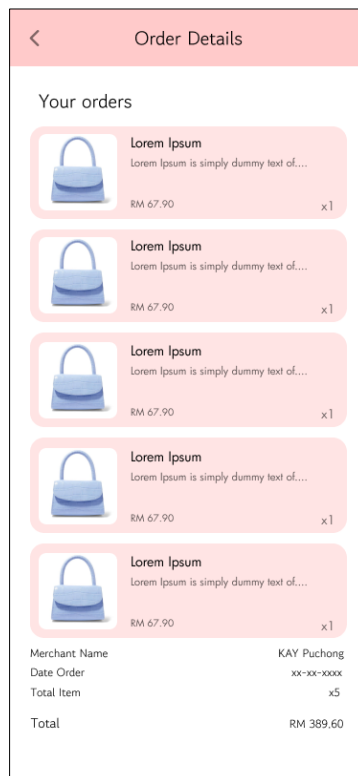 Order Details
Your orders
Lorem Ipsum
Lorem Ipsum is simply dummy text of....
RM 67.90 x1
Lorem Ipsum
Lorem Ipsum is simply dummy text of....
RM 67.90 x1
Lorem Ipsum
Lorem Ipsum is simply dummy text of....
RM 67.90 x1
Lorem Ipsum
Lorem Ipsum is simply dummy text of....
RM 67.90 x1
Lorem Ipsum
Lorem Ipsum is simply dummy text of....
RM 67.90 x1
Merchant Name KAY Puchong
Date Order xx-xx-xxxx
Total Item x5
Total RM 389.60